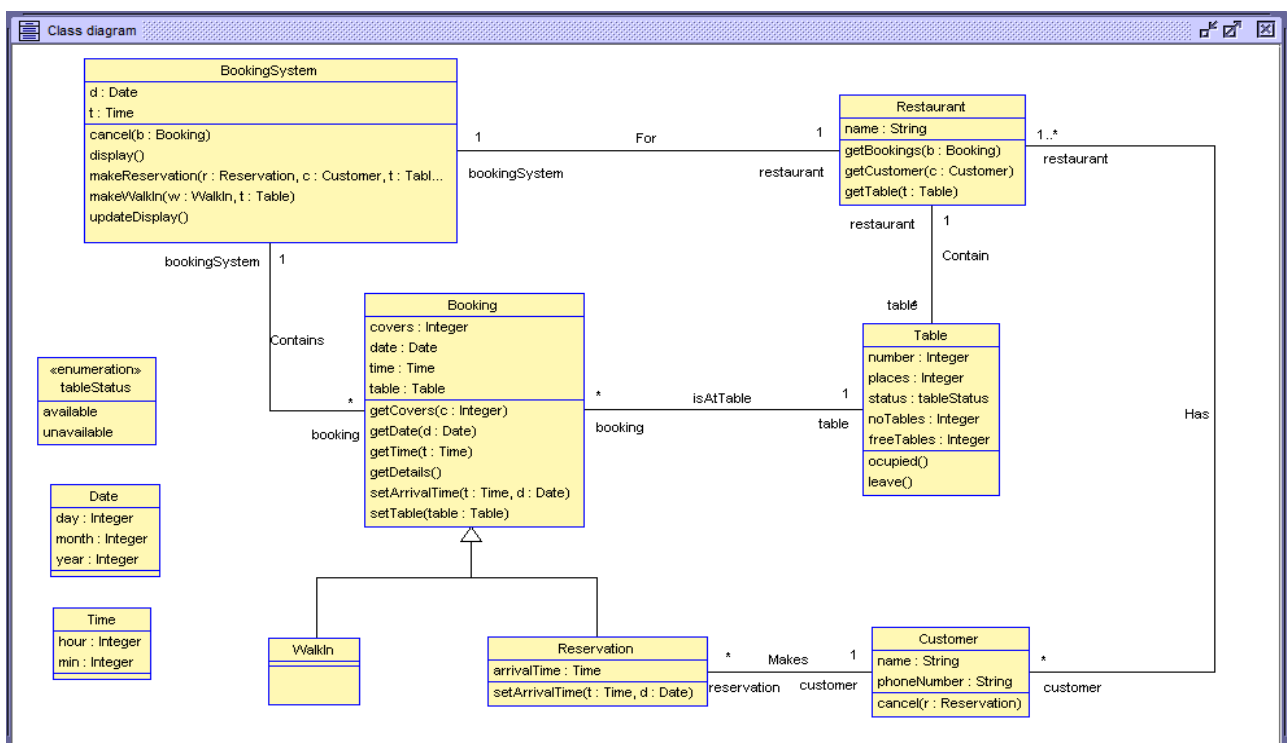 Class diagram
BookingSystem
d : Date
t : Time
cancel(b : Booking)
display()
makeReservation(r : Reservation, c : Customer, t : Tabl...
makeWalkIn(w : WalkIn, t : Table)
updateDisplay()
1
For
1
bookingSystem
restaurant
Restaurant
name : String
getBookings(b : Booking)
getCustomer(c : Customer)
getTable(t : Table)
1..*
restaurant
restaurant
1
Contain
table
*
bookingSystem
1
Contains
*
booking
Booking
covers : Integer
date : Date
time : Time
table : Table
getCovers(c : Integer)
getDate(d : Date)
getTime(t : Time)
getDetails()
setArrivalTime(t : Time, d : Date)
setTable(table : Table)
*
isAtTable
1
booking
table
Table
number : Integer
places : Integer
status : tableStatus
noTables : Integer
freeTables : Integer
ocupied()
leave()
Has
«enumeration»
tableStatus
available
unavailable
Date
day : Integer
month : Integer
year : Integer
Time
hour : Integer
min : Integer
WalkIn
Reservation
arrivalTime : Time
setArrivalTime(t : Time, d : Date)
*
Makes
1
reservation
customer
Customer
name : String
phoneNumber : String
cancel(r : Reservation)
*
customer